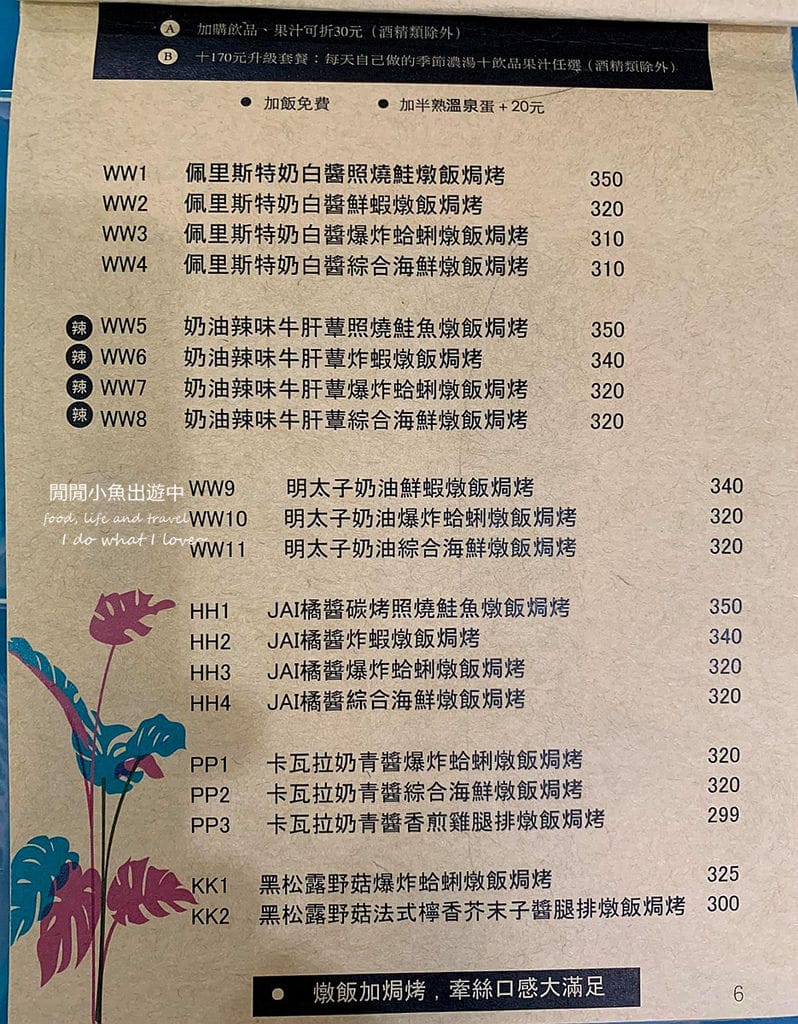 A 加購飲品、果汁可折30元（酒精類除外）
B ＋170元升級套餐：每天自己做的季節濃湯＋飲品果汁任選（酒精類除外）
● 加飯免費 ● 加半熟溫泉蛋＋20元
WW1 佩里斯特奶白醬照燒鮭燉飯焗烤 350
WW2 佩里斯特奶白醬鮮蝦燉飯焗烤 320
WW3 佩里斯特奶白醬爆炸蛤蜊燉飯焗烤 310
WW4 佩里斯特奶白醬綜合海鮮燉飯焗烤 310
辣 WW5 奶油辣味牛肝蕈照燒鮭魚燉飯焗烤 350
辣 WW6 奶油辣味牛肝蕈炸蝦燉飯焗烤 340
辣 WW7 奶油辣味牛肝蕈爆炸蛤蜊燉飯焗烤 320
辣 WW8 奶油辣味牛肝蕈綜合海鮮燉飯焗烤 320
閒閒小魚出遊中
food, life and travel
I do what I love~
WW9 明太子奶油鮮蝦燉飯焗烤 340
WW10 明太子奶油爆炸蛤蜊燉飯焗烤 320
WW11 明太子奶油綜合海鮮燉飯焗烤 320
HH1 JAI橘醬碳烤照燒鮭魚燉飯焗烤 350
HH2 JAI橘醬炸蝦燉飯焗烤 340
HH3 JAI橘醬爆炸蛤蜊燉飯焗烤 320
HH4 JAI橘醬綜合海鮮燉飯焗烤 320
PP1 卡瓦拉奶青醬爆炸蛤蜊燉飯焗烤 320
PP2 卡瓦拉奶青醬綜合海鮮燉飯焗烤 320
PP3 卡瓦拉奶青醬香煎雞腿排燉飯焗烤 299
KK1 黑松露野菇爆炸蛤蜊燉飯焗烤 325
KK2 黑松露野菇法式檸香芥末子醬腿排燉飯焗烤 300
● 燉飯加焗烤，牽絲口感大滿足
6